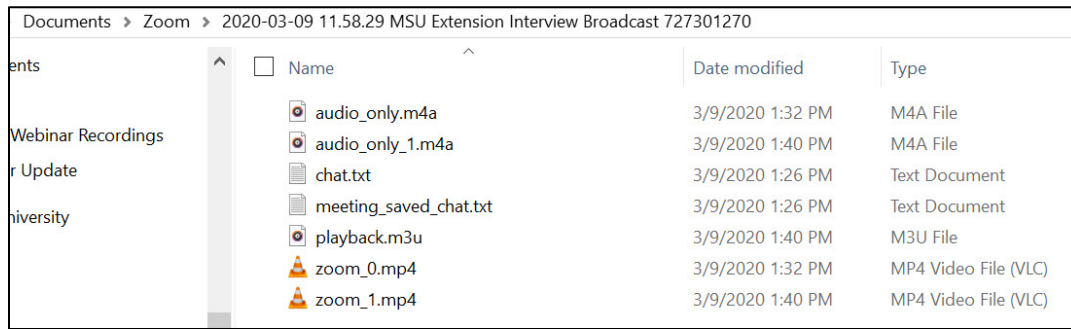 Documents > Zoom > 2020-03-09 11.58.29 MSU Extension Interview Broadcast 727301270
ents
Webinar Recordings
r Update
niversity
Name Date modified Type
audio_only.m4a 3/9/2020 1:32 PM M4A File
audio_only_1.m4a 3/9/2020 1:40 PM M4A File
chat.txt 3/9/2020 1:26 PM Text Document
meeting_saved_chat.txt 3/9/2020 1:26 PM Text Document
playback.m3u 3/9/2020 1:40 PM M3U File
zoom_0.mp4 3/9/2020 1:32 PM MP4 Video File (VLC)
zoom_1.mp4 3/9/2020 1:40 PM MP4 Video File (VLC)